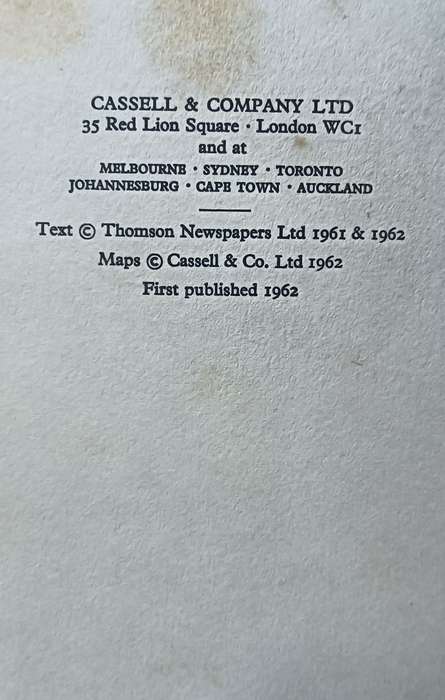 CASSELL & COMPANY LTD
35 Red Lion Square · London WC1
and at
MELBOURNE · SYDNEY · TORONTO
JOHANNESBURG · CAPE TOWN · AUCKLAND
Text © Thomson Newspapers Ltd 1961 & 1962
Maps © Cassell & Co. Ltd 1962
First published 1962